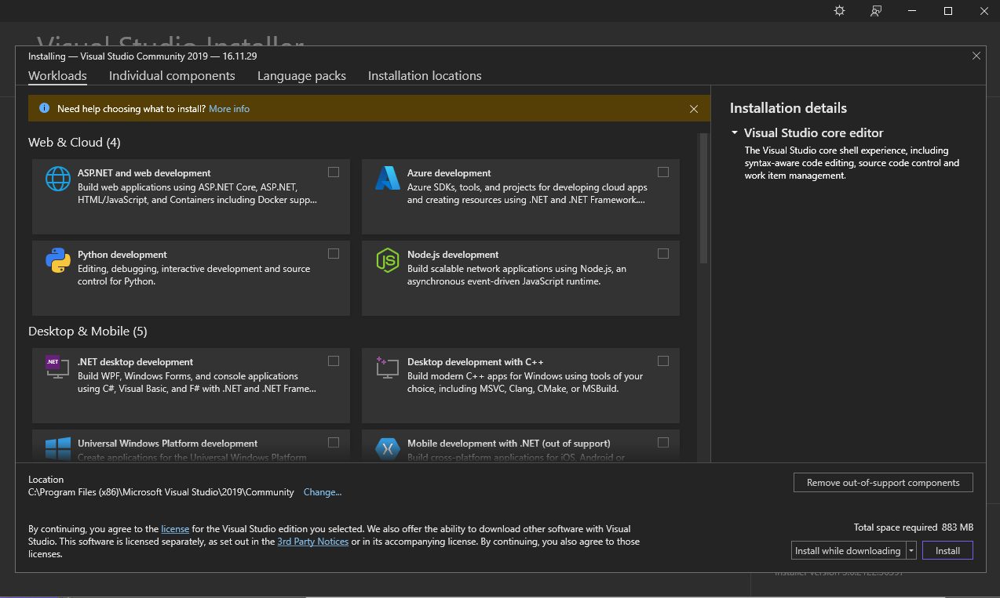 Visual Studio Installer
Installing — Visual Studio Community 2019 — 16.11.29
Workloads Individual components Language packs Installation locations
Need help choosing what to install? More info
Web & Cloud (4)
ASP.NET and web development
Build web applications using ASP.NET Core, ASP.NET,
HTML/JavaScript, and Containers including Docker supp...
Azure development
Azure SDKs, tools, and projects for developing cloud apps
and creating resources using .NET and .NET Framework....
Python development
Editing, debugging, interactive development and source
control for Python.
JS
Node.js development
Build scalable network applications using Node.js, an
asynchronous event-driven JavaScript runtime.
Desktop & Mobile (5)
.NET
.NET desktop development
Build WPF, Windows Forms, and console applications
using C#, Visual Basic, and F# with .NET and .NET Frame...
Desktop development with C++
Build modern C++ apps for Windows using tools of your
choice, including MSVC, Clang, CMake, or MSBuild.
Universal Windows Platform development
Create applications for the Universal Windows Platform
Mobile development with .NET (out of support)
Build cross-platform applications for iOS, Android or
Installation details
Visual Studio core editor
The Visual Studio core shell experience, including
syntax-aware code editing, source code control and
work item management.
Location
C:\Program Files (x86)\Microsoft Visual Studio\2019\Community Change...
Remove out-of-support components
By continuing, you agree to the license for the Visual Studio edition you selected. We also offer the ability to download other software with Visual
Studio. This software is licensed separately, as set out in the 3rd Party Notices or in its accompanying license. By continuing, you also agree to those
licenses.
Total space required 883 MB
Install while downloading Install
Installer version